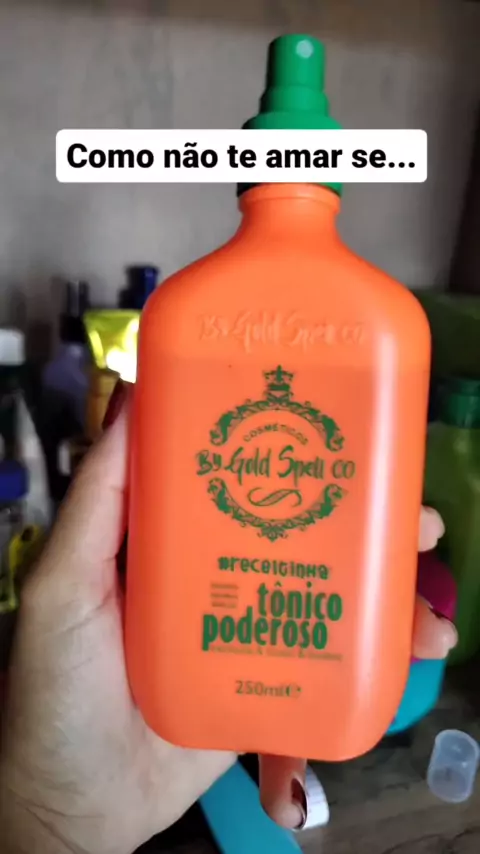 Como não te amar se...
By Gold Spell CO
COSMÉTICOS
By Gold Spell CO
#receitinha
tônico
poderoso
250ml℮